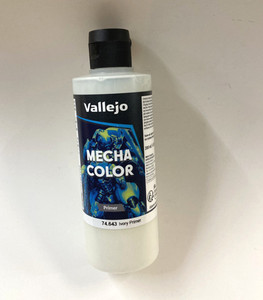 Vallejo
MECHA
COLOR
Primer
74.643 Ivory Primer